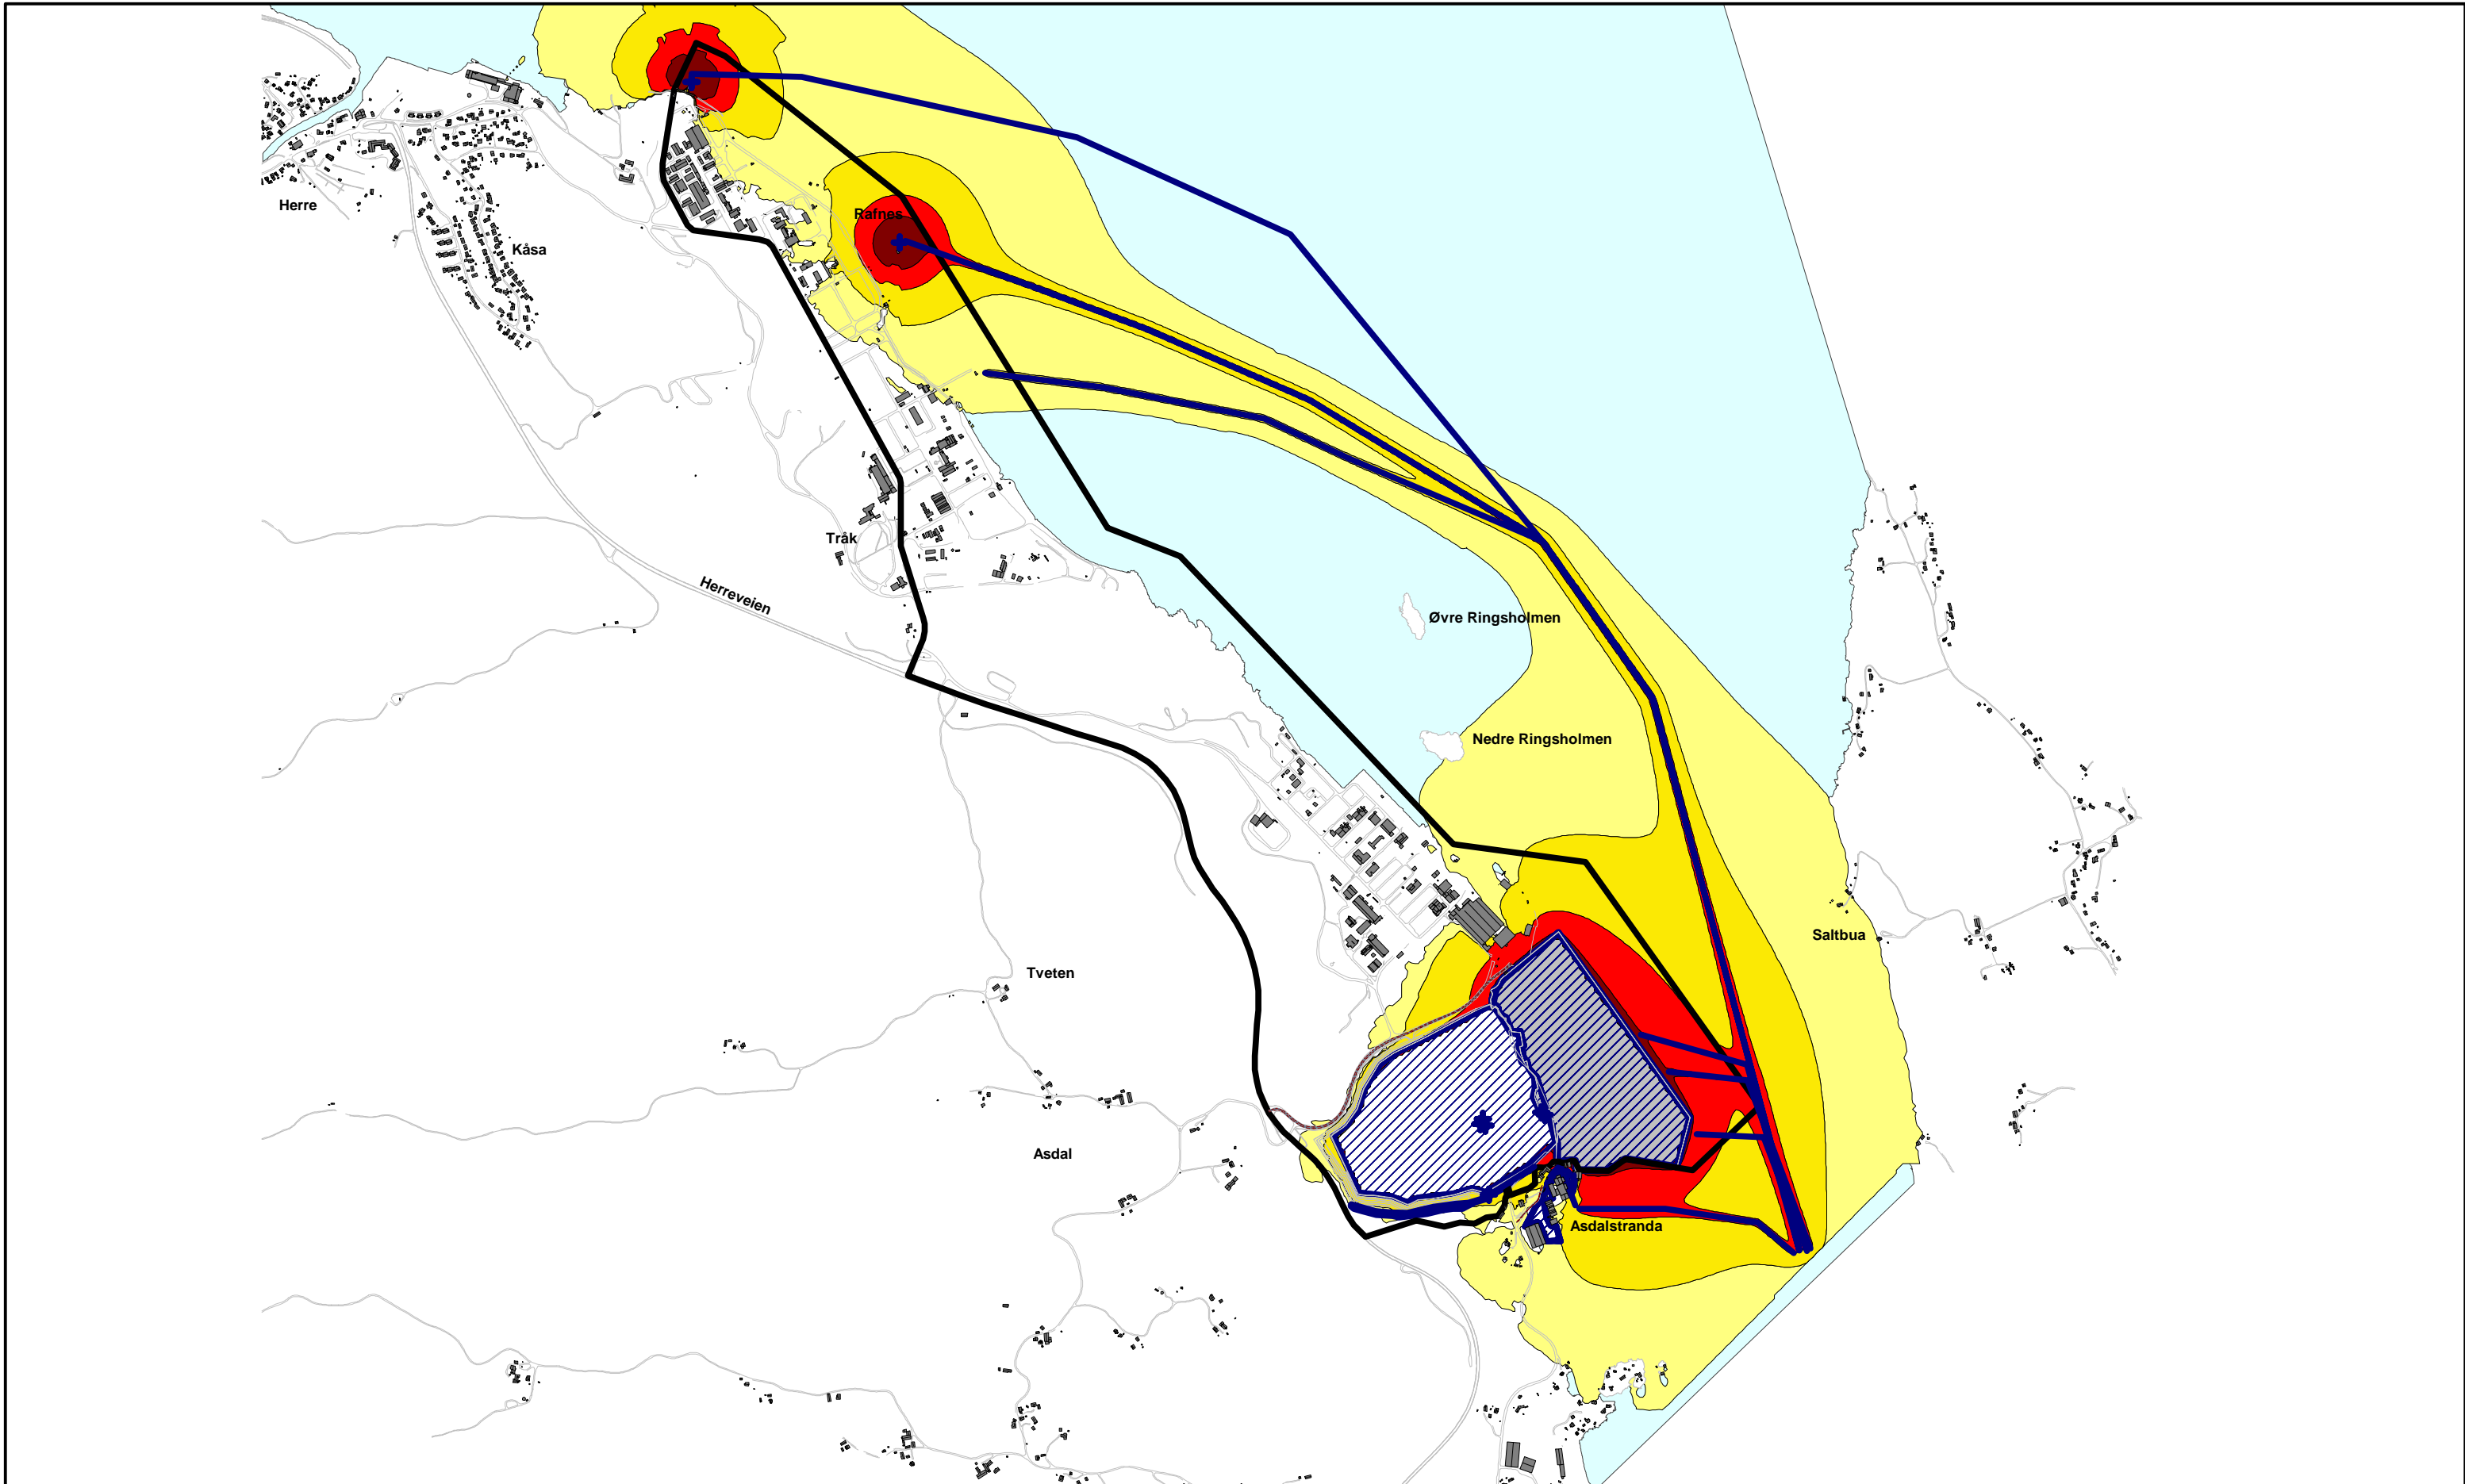 Herre
Rafnes
Kåsa
Tråk
Herreveien
Øvre Ringsholmen
Nedre Ringsholmen
Saltbua
Tveten
Asdal
Asdalstranda